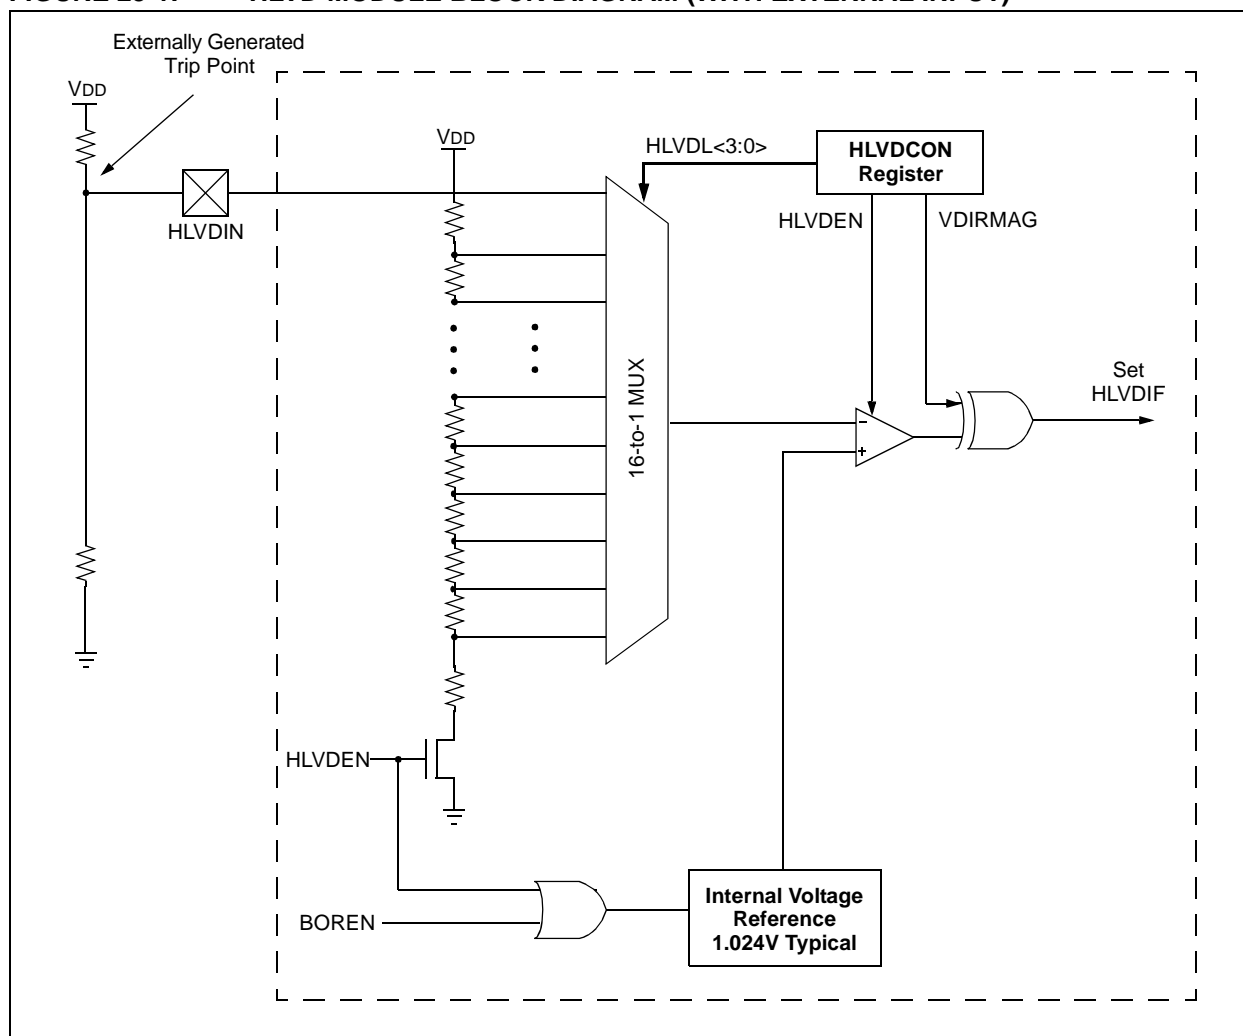 Externally Generated
Trip Point
VDD
VDD
HLVDL<3:0>
HLVDCON
Register
HLVDIN
HLVDEN
VDIRMAG
16-to-1 MUX
Set
HLVDIF
–
+
HLVDEN
BOREN
Internal Voltage
Reference
1.024V Typical